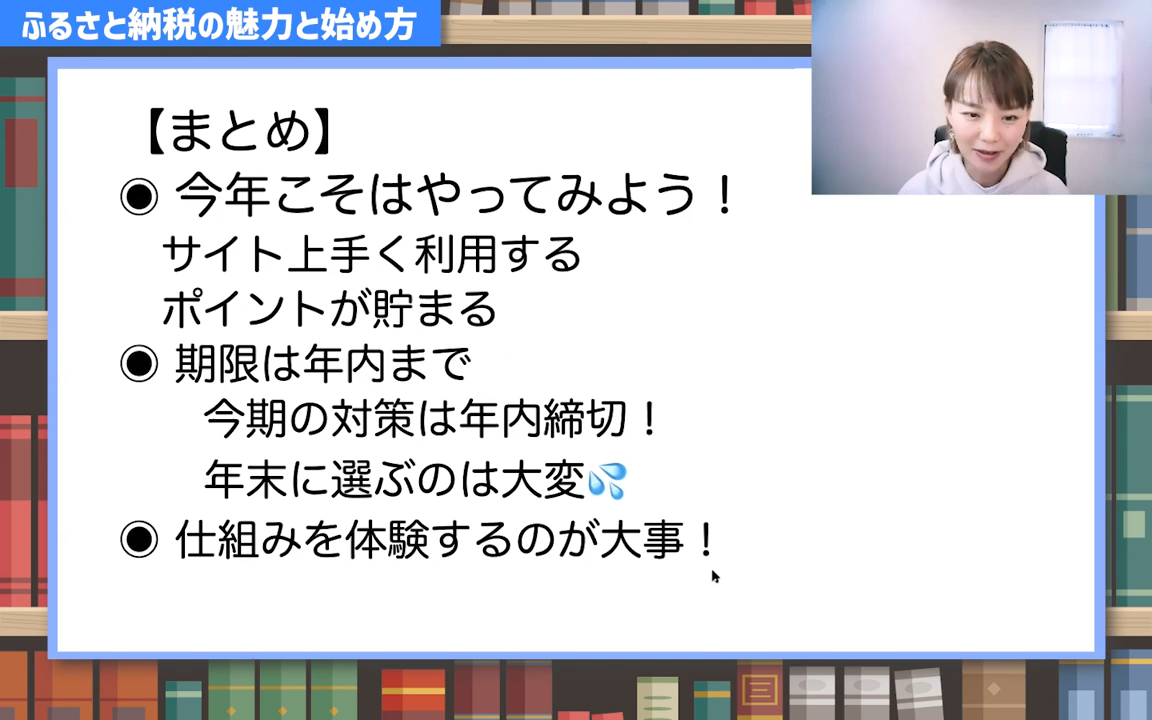 ふるさと納税の魅力と始め方
【まとめ】
◉ 今年こそはやってみよう！
サイト上手く利用する
ポイントが貯まる
◉ 期限は年内まで
今期の対策は年内締切！
年末に選ぶのは大変💦
◉ 仕組みを体験するのが大事！